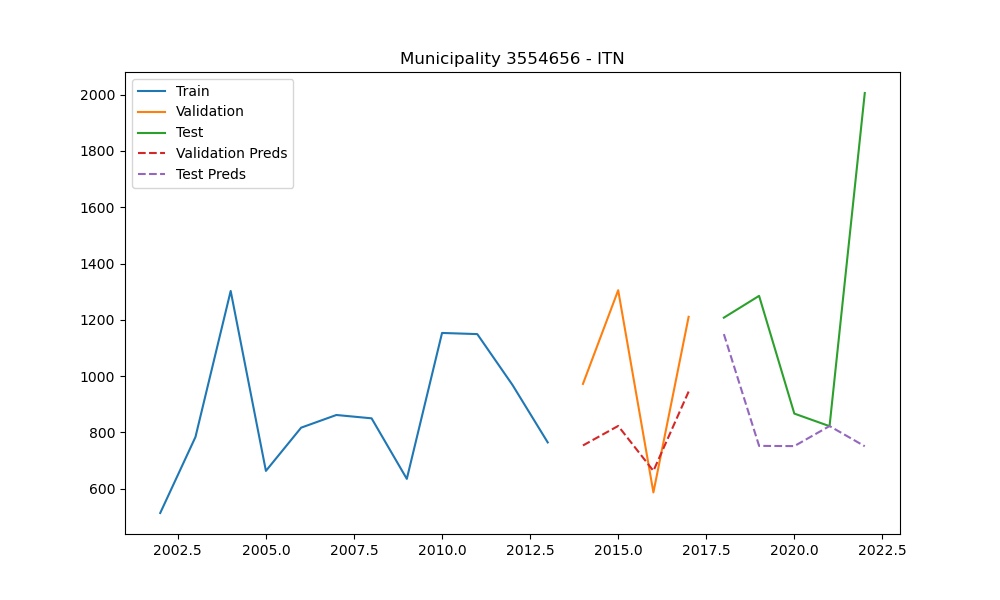 Municipality 3554656 - ITN
Train
Validation
Test
Validation Preds
Test Preds
2000
1800
1600
1400
1200
1000
800
600
2002.5 2005.0 2007.5 2010.0 2012.5 2015.0 2017.5 2020.0 2022.5